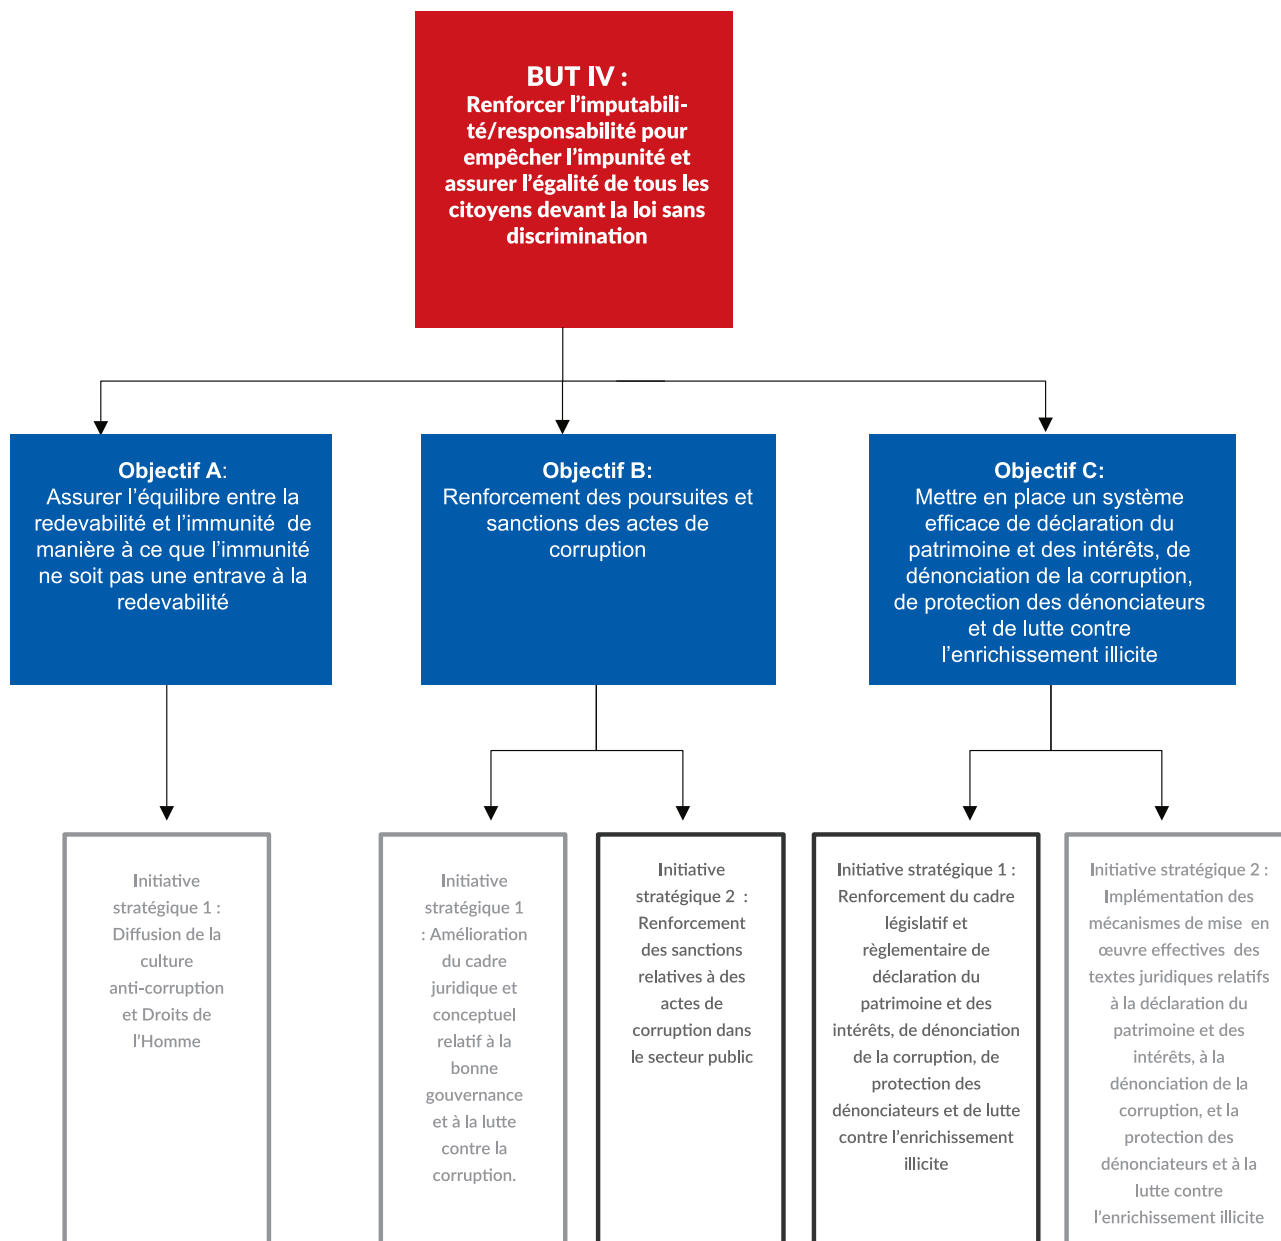 BUT IV :
Renforcer l’imputabili-
té/responsabilité pour
empêcher l’impunité et
assurer l’égalité de tous les
citoyens devant la loi sans
discrimination
Objectif A:
Assurer l’équilibre entre la
redevabilité et l’immunité de
manière à ce que l’immunité
ne soit pas une entrave à la
redevabilité
Objectif B:
Renforcement des poursuites et
sanctions des actes de
corruption
Objectif C:
Mettre en place un système
efficace de déclaration du
patrimoine et des intérêts, de
dénonciation de la corruption,
de protection des dénonciateurs
et de lutte contre
l’enrichissement illicite
Initiative
stratégique 1 :
Diffusion de la
culture
anti-corruption
et Droits de
l’Homme
Initiative
stratégique 1
: Amélioration
du cadre
juridique et
conceptuel
relatif à la
bonne
gouvernance
et à la lutte
contre la
corruption.
Initiative
stratégique 2 :
Renforcement
des sanctions
relatives à des
actes de
corruption dans
le secteur public
Initiative stratégique 1 :
Renforcement du cadre
législatif et
règlementaire de
déclaration du
patrimoine et des
intérêts, de dénonciation
de la corruption, de
protection des
dénonciateurs et de lutte
contre l’enrichissement
illicite
Initiative stratégique 2 :
Implémentation des
mécanismes de mise en
œuvre effectives des
textes juridiques relatifs
à la déclaration du
patrimoine et des
intérêts, à la
dénonciation de la
corruption, et la
protection des
dénonciateurs et à la
lutte contre
l’enrichissement illicite